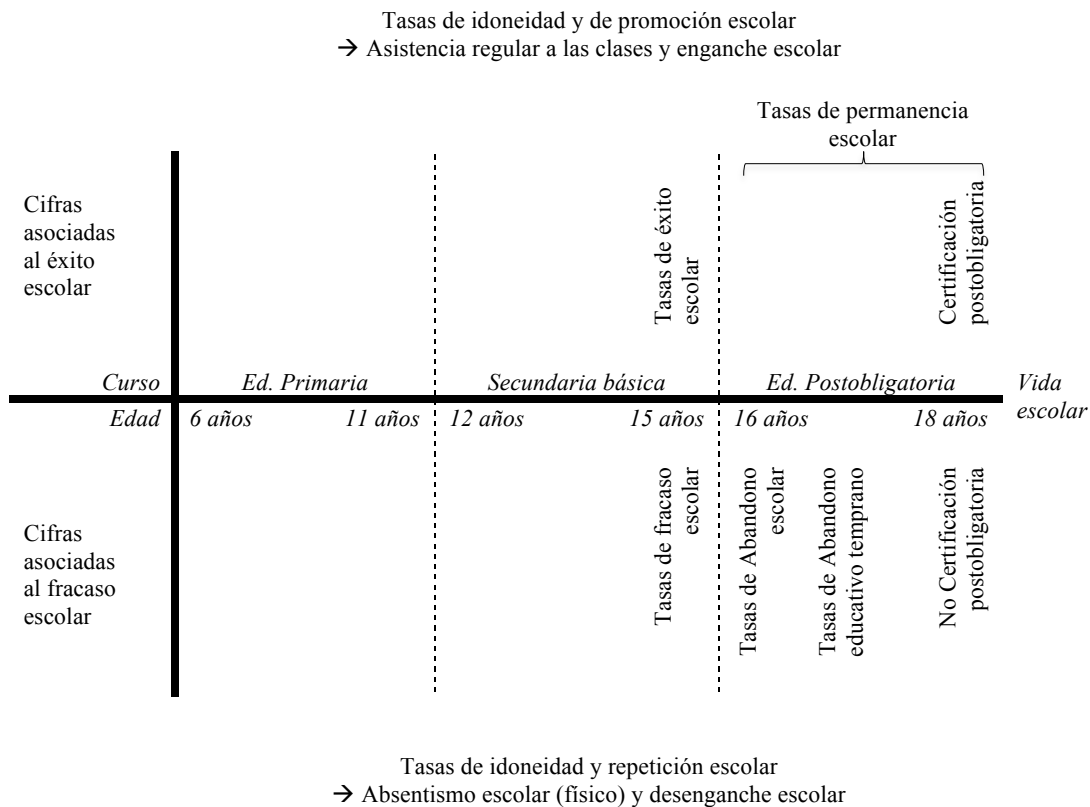 Tasas de idoneidad y de promoción escolar
→ Asistencia regular a las clases y enganche escolar
Tasas de permanencia
escolar
Cifras
asociadas
al éxito
escolar
Tasas de éxito
escolar
Certificación
postobligatoria
Curso
Ed. Primaria
Secundaria básica
Ed. Postobligatoria
Vida
escolar
Edad
6 años
11 años
12 años
15 años
16 años
18 años
Cifras
asociadas
al fracaso
escolar
Tasas de fracaso
escolar
Tasas de Abandono
escolar
Tasas de Abandono
educativo temprano
No Certificación
postobligatoria
Tasas de idoneidad y repetición escolar
→ Absentismo escolar (físico) y desenganche escolar